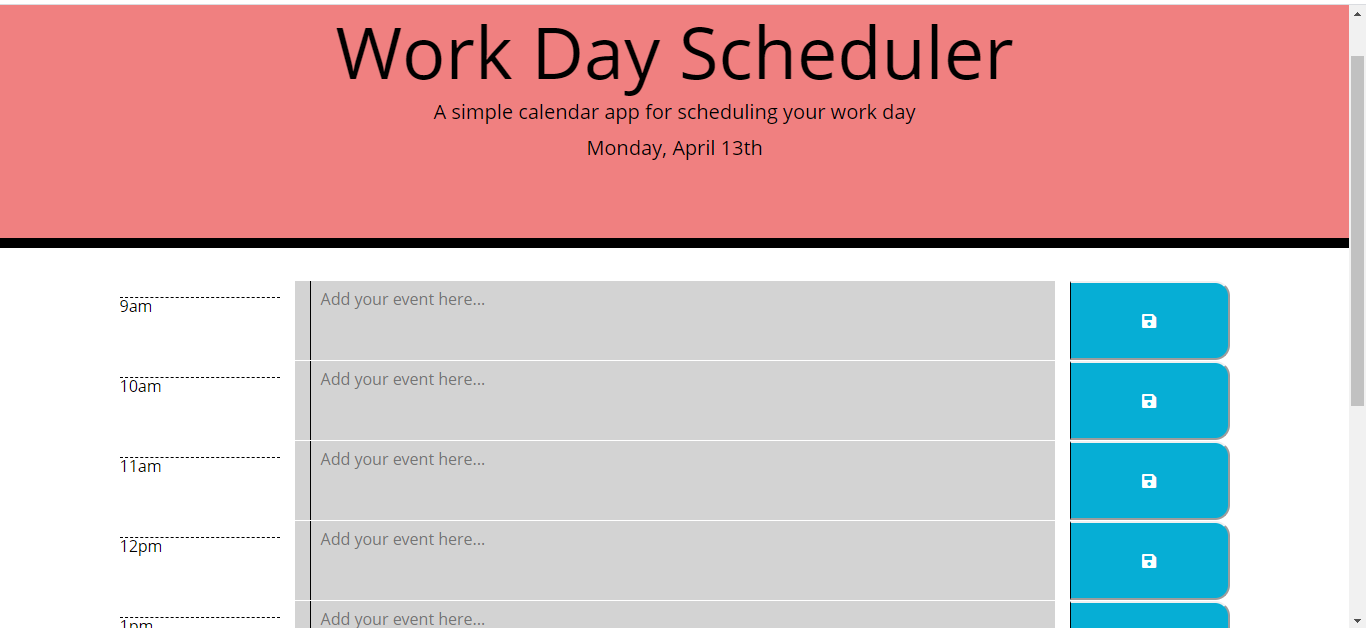 Work Day Scheduler
A simple calendar app for scheduling your work day
Monday, April 13th
9am
Add your event here...
10am
Add your event here...
11am
Add your event here...
12pm
Add your event here...
1pm
Add your event here...